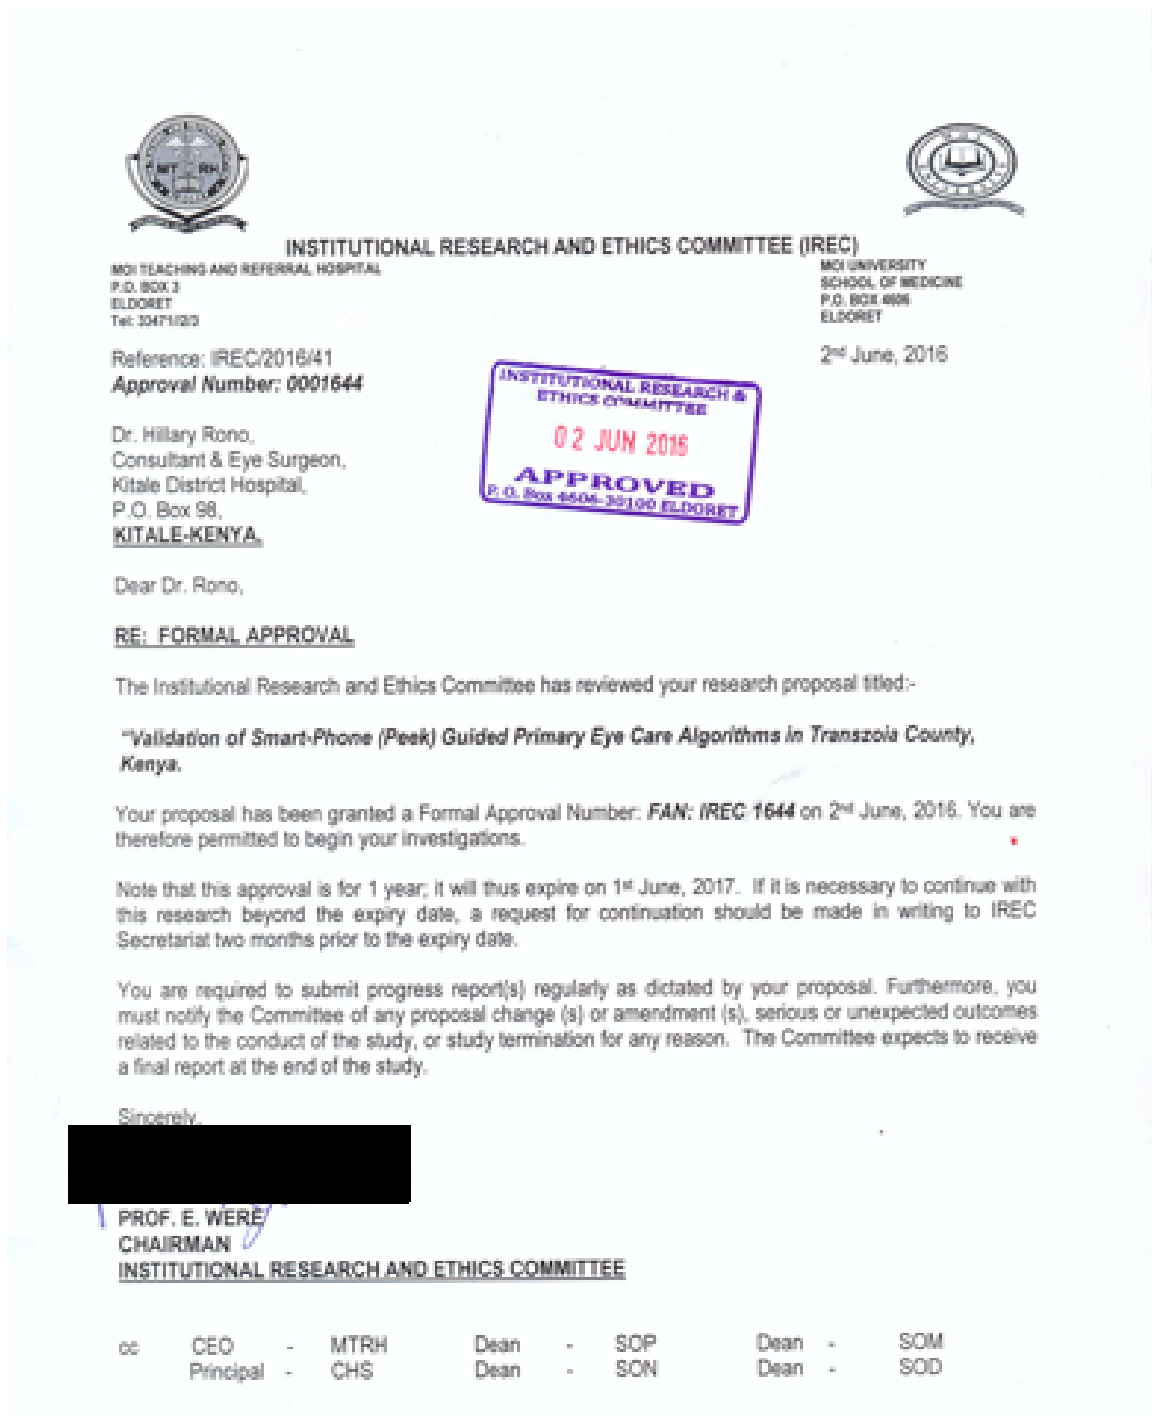 MT RH
INSTITUTIONAL RESEARCH AND ETHICS COMMITTEE (IREC)
MOI TEACHING AND REFERRAL HOSPITAL
P.O. BOX 3
ELDORET
Tel: 33471/2/3
MOI UNIVERSITY
SCHOOL OF MEDICINE
P.O. BOX 4606
ELDORET
Reference: IREC/2016/41
2nd June, 2016
Approval Number: 0001644
INSTITUTIONAL RESEARCH &
ETHICS COMMITTEE
02 JUN 2016
APPROVED
P. O. Box 4606-30100 ELDORET
Dr. Hillary Rono,
Consultant & Eye Surgeon,
Kitale District Hospital,
P.O. Box 98,
KITALE-KENYA.
Dear Dr. Rono,
RE: FORMAL APPROVAL
The Institutional Research and Ethics Committee has reviewed your research proposal titled:-
"Validation of Smart-Phone (Peek) Guided Primary Eye Care Algorithms in Transzoia County,
Kenya.
Your proposal has been granted a Formal Approval Number: FAN: IREC 1644 on 2nd June, 2016. You are
therefore permitted to begin your investigations.
Note that this approval is for 1 year; it will thus expire on 1st June, 2017. If it is necessary to continue with
this research beyond the expiry date, a request for continuation should be made in writing to IREC
Secretariat two months prior to the expiry date.
You are required to submit progress report(s) regularly as dictated by your proposal. Furthermore, you
must notify the Committee of any proposal change (s) or amendment (s), serious or unexpected outcomes
related to the conduct of the study, or study termination for any reason. The Committee expects to receive
a final report at the end of the study.
Sincerely,
PROF. E. WERE
CHAIRMAN
INSTITUTIONAL RESEARCH AND ETHICS COMMITTEE
cc CEO - MTRH Dean - SOP Dean - SOM
Principal - CHS Dean - SON Dean - SOD